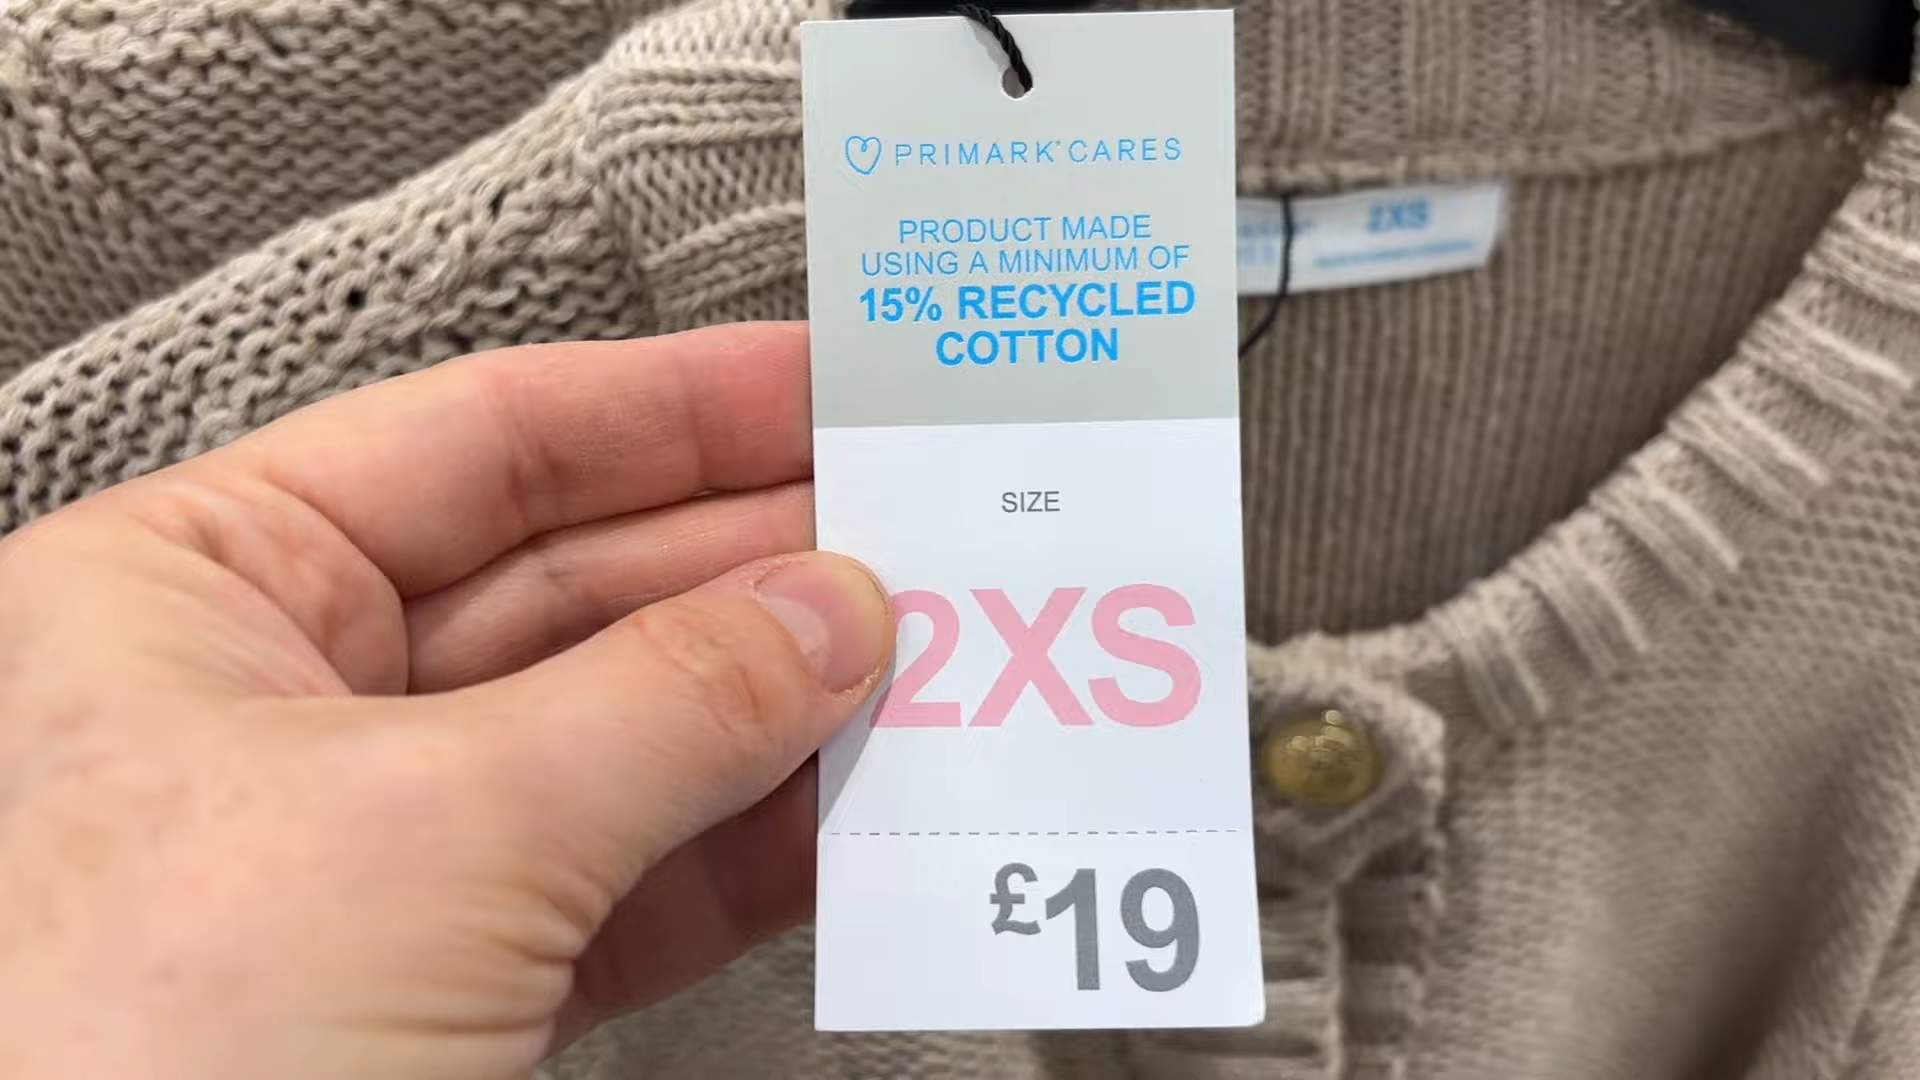 PRIMARK® CARES
PRODUCT MADE
USING A MINIMUM OF
15% RECYCLED
COTTON
SIZE
2XS
£19
2XS